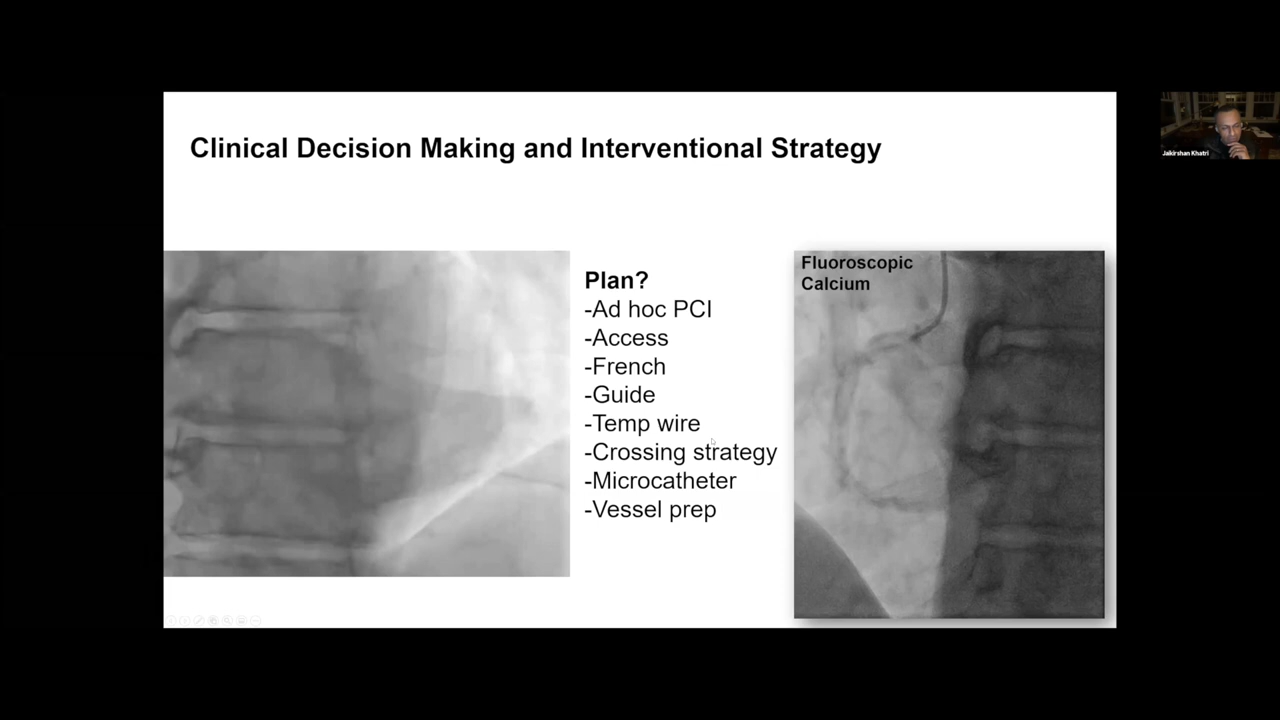 Clinical Decision Making and Interventional Strategy
Plan?
-Ad hoc PCI
-Access
-French
-Guide
-Temp wire
-Crossing strategy
-Microcatheter
-Vessel prep
Fluoroscopic
Calcium
Jaikirshan Khatri